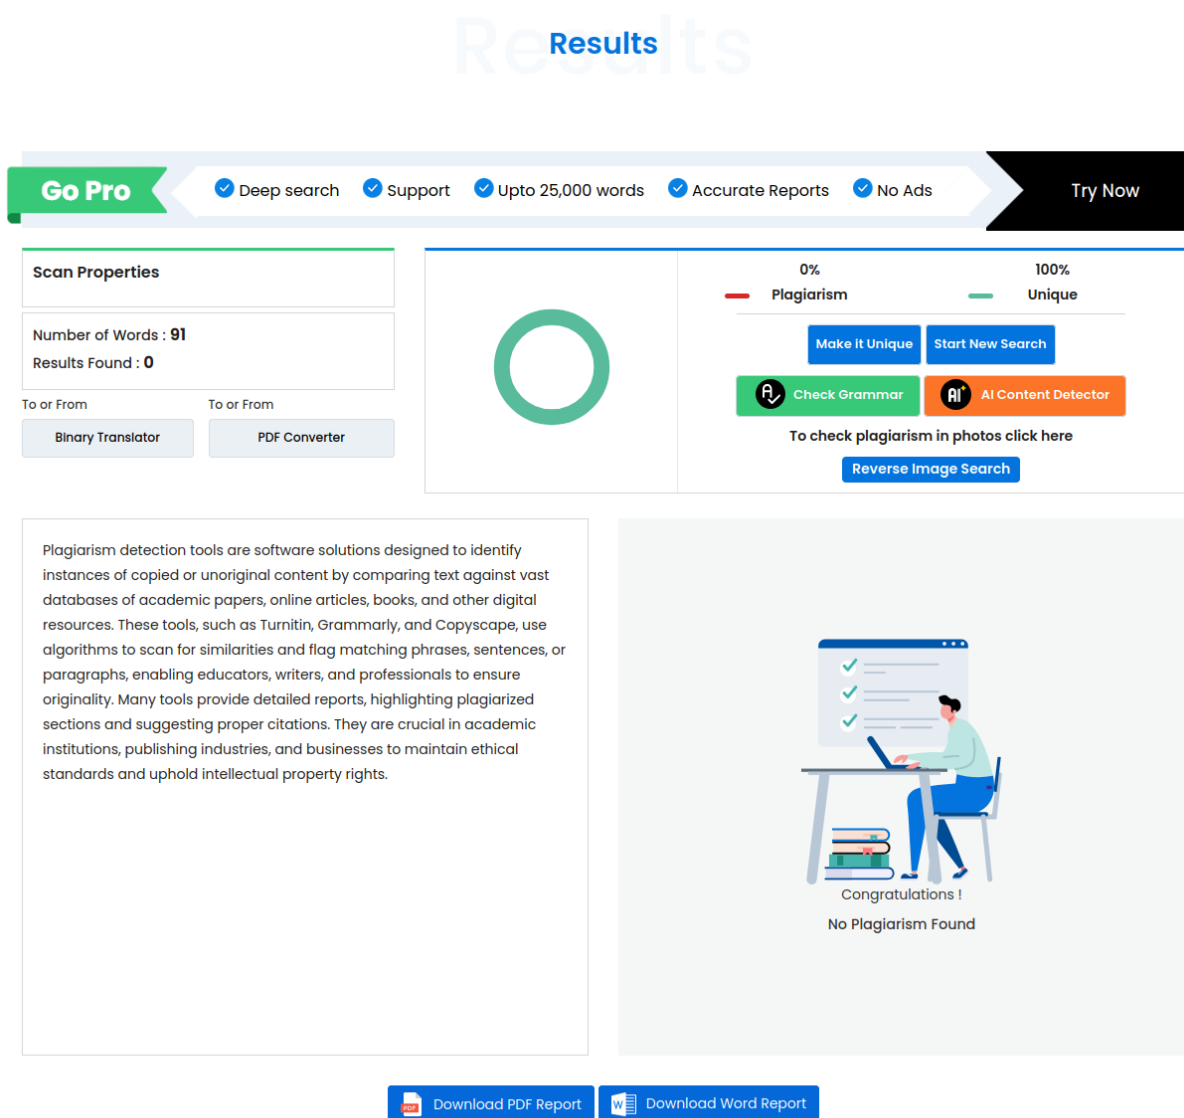 Results
Go Pro
Deep search
Support
Upto 25,000 words
Accurate Reports
No Ads
Try Now
Scan Properties
Number of Words : 91
Results Found : 0
To or From
To or From
Binary Translator
PDF Converter
0%
100%
Plagiarism
Unique
Make it Unique
Start New Search
Check Grammar
AI
AI Content Detector
To check plagiarism in photos click here
Reverse Image Search
Plagiarism detection tools are software solutions designed to identify
instances of copied or unoriginal content by comparing text against vast
databases of academic papers, online articles, books, and other digital
resources. These tools, such as Turnitin, Grammarly, and Copyscape, use
algorithms to scan for similarities and flag matching phrases, sentences, or
paragraphs, enabling educators, writers, and professionals to ensure
originality. Many tools provide detailed reports, highlighting plagiarized
sections and suggesting proper citations. They are crucial in academic
institutions, publishing industries, and businesses to maintain ethical
standards and uphold intellectual property rights.
Congratulations !
No Plagiarism Found
PDF
Download PDF Report
W
Download Word Report